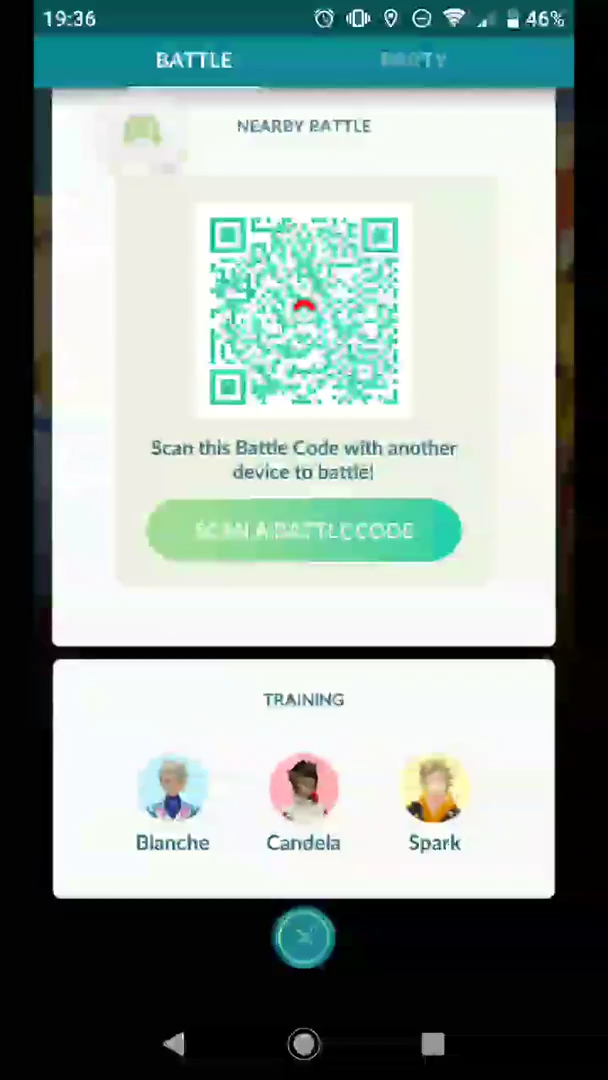 19:36
46%
BATTLE
PARTY
NEARBY BATTLE
Scan this Battle Code with another
device to battle!
SCAN A BATTLE CODE
TRAINING
Blanche
Candela
Spark